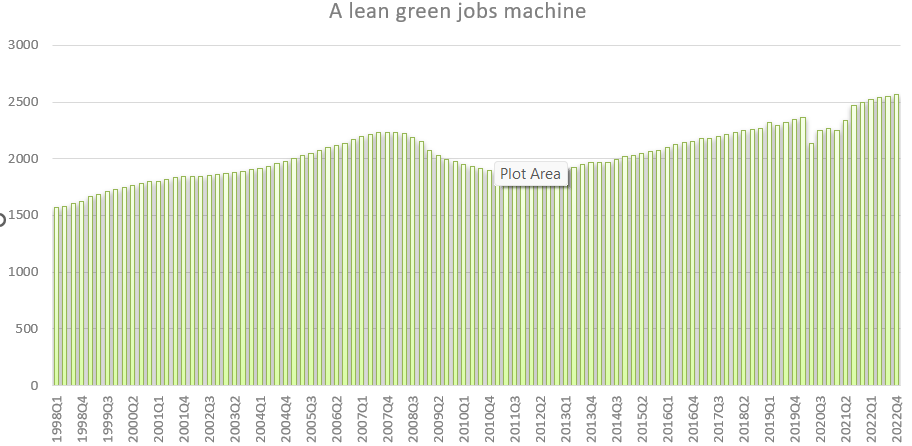 A lean green jobs machine
3000
2500
2000
1500
1000
500
0
Plot Area
1998Q1
1998Q4
1999Q3
2000Q2
2001Q1
2001Q4
2002Q3
2003Q2
2004Q1
2004Q4
2005Q3
2006Q2
2007Q1
2007Q4
2008Q3
2009Q2
2010Q1
2010Q4
2011Q3
2012Q2
2013Q1
2013Q4
2014Q3
2015Q2
2016Q1
2016Q4
2017Q3
2018Q2
2019Q1
2019Q4
2020Q3
2021Q2
2022Q1
2022Q4